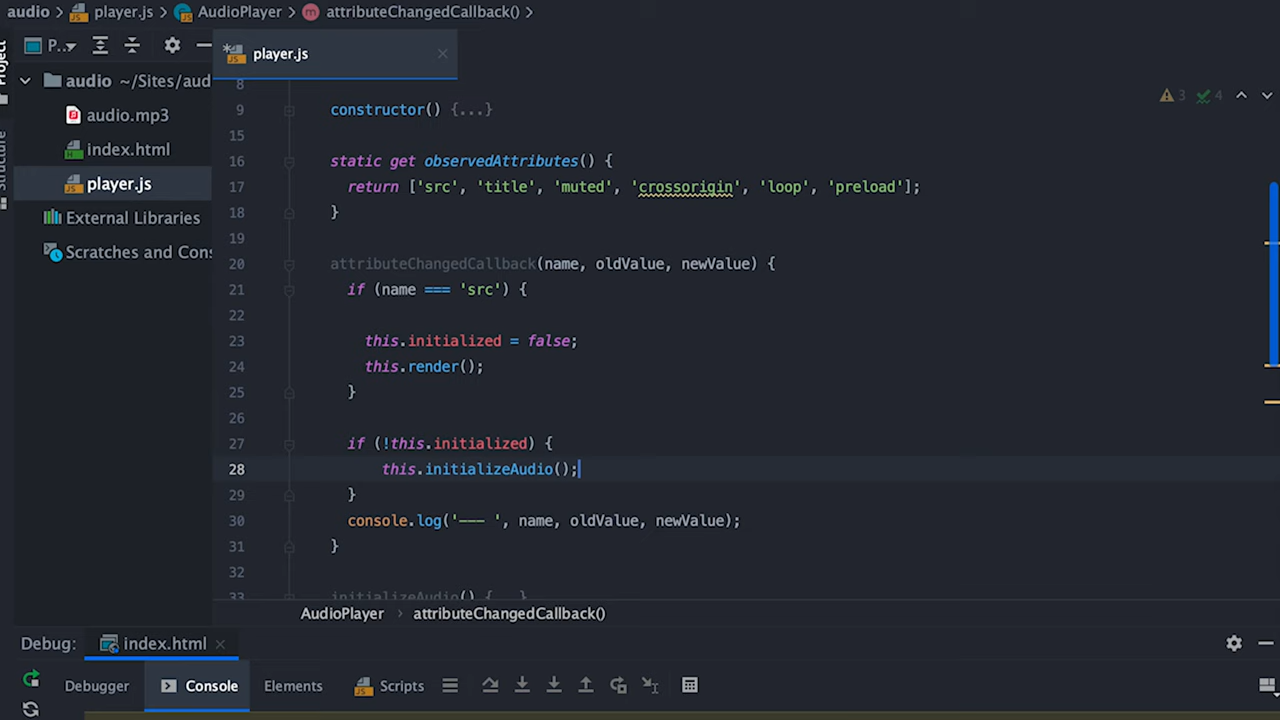 audio > player.js > AudioPlayer > attributeChangedCallback() >
Project
P..
player.js
audio ~/Sites/aud
audio.mp3
index.html
player.js
External Libraries
Scratches and Cons
Structure
3 4
8
9 constructor() {...}
15
16 static get observedAttributes() {
17 return ['src', 'title', 'muted', 'crossorigin', 'loop', 'preload'];
18 }
19
20 attributeChangedCallback(name, oldValue, newValue) {
21 if (name === 'src') {
22
23 this.initialized = false;
24 this.render();
25 }
26
27 if (!this.initialized) {
28 this.initializeAudio();
29 }
30 console.log('--- ', name, oldValue, newValue);
31 }
32
33 initializeAudio() {...}
AudioPlayer > attributeChangedCallback()
Debug: index.html
Debugger Console Elements Scripts